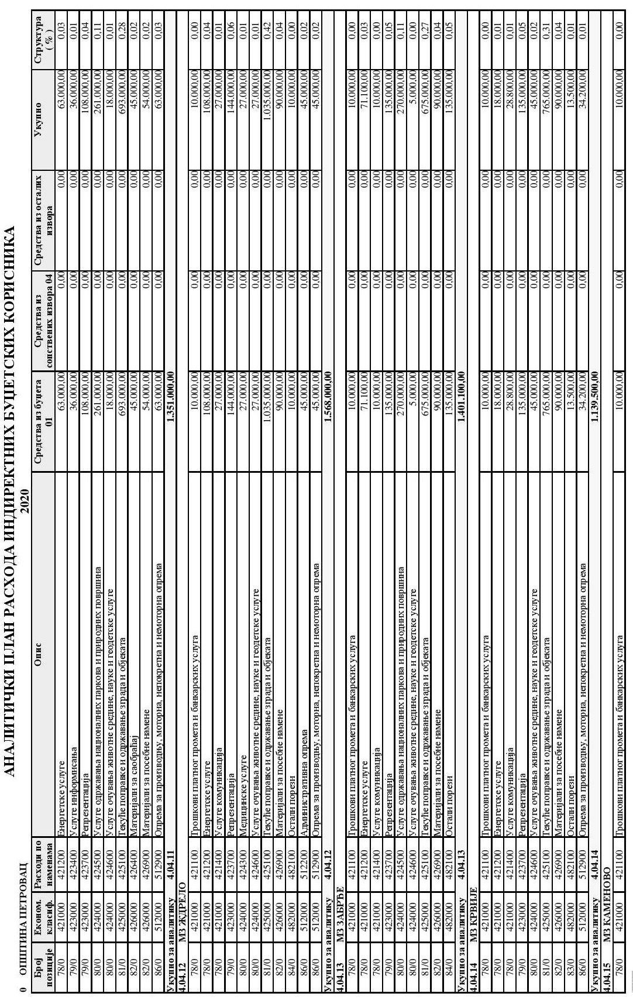 АНАЛИТИЧКИ ПЛАН РАСХОДА ИНДИРЕКТНИХ БУЏЕТСКИХ КОРИСНИКА
0 ОПШТИНА ПЕТРОВАЦ 2020
Број позиције Економ. класиф. Расходи по наменама Опис Средства из буџета 01 Средства из сопствених извора 04 Средства из осталих извора Укупно Структура ( % )
78/0 421000 421200 Енергетске услуге 63.000,00 0,00 0,00 63.000,00 0,03
79/0 423000 423400 Услуге информисања 36.000,00 0,00 0,00 36.000,00 0,01
79/0 423000 423700 Репрезентација 108.000,00 0,00 0,00 108.000,00 0,04
80/0 424000 424500 Услуге одржавања националних паркова и природних површина 261.000,00 0,00 0,00 261.000,00 0,11
80/0 424000 424600 Услуге очувања животне средине, науке и геодетске услуге 18.000,00 0,00 0,00 18.000,00 0,01
81/0 425000 425100 Текуће поправке и одржавање зграда и објеката 693.000,00 0,00 0,00 693.000,00 0,28
82/0 426000 426400 Материјали за саобраћај 45.000,00 0,00 0,00 45.000,00 0,02
82/0 426000 426900 Материјали за посебне намене 54.000,00 0,00 0,00 54.000,00 0,02
86/0 512000 512900 Опрема за производњу, моторна, непокретна и немоторна опрема 63.000,00 0,00 0,00 63.000,00 0,03
Укупно за аналитику 4.04.11 1.351.000,00
4.04.12 МЗ ЖДРЕЛО
78/0 421000 421100 Трошкови платног промета и банкарских услуга 10.000,00 0,00 0,00 10.000,00 0,00
78/0 421000 421200 Енергетске услуге 108.000,00 0,00 0,00 108.000,00 0,04
78/0 421000 421400 Услуге комуникација 27.000,00 0,00 0,00 27.000,00 0,01
79/0 423000 423700 Репрезентација 144.000,00 0,00 0,00 144.000,00 0,06
80/0 424000 424300 Медицинске услуге 27.000,00 0,00 0,00 27.000,00 0,01
80/0 424000 424600 Услуге очувања животне средине, науке и геодетске услуге 27.000,00 0,00 0,00 27.000,00 0,01
81/0 425000 425100 Текуће поправке и одржавање зграда и објеката 1.035.000,00 0,00 0,00 1.035.000,00 0,42
82/0 426000 426900 Материјали за посебне намене 90.000,00 0,00 0,00 90.000,00 0,04
84/0 482000 482100 Остали порези 10.000,00 0,00 0,00 10.000,00 0,00
86/0 512000 512200 Административна опрема 45.000,00 0,00 0,00 45.000,00 0,02
86/0 512000 512900 Опрема за производњу, моторна, непокретна и немоторна опрема 45.000,00 0,00 0,00 45.000,00 0,02
Укупно за аналитику 4.04.12 1.568.000,00
4.04.13 МЗ ЗАБРЂЕ
78/0 421000 421100 Трошкови платног промета и банкарских услуга 10.000,00 0,00 0,00 10.000,00 0,00
78/0 421000 421200 Енергетске услуге 71.100,00 0,00 0,00 71.100,00 0,03
78/0 421000 421400 Услуге комуникација 10.000,00 0,00 0,00 10.000,00 0,00
79/0 423000 423700 Репрезентација 135.000,00 0,00 0,00 135.000,00 0,05
80/0 424000 424500 Услуге одржавања националних паркова и природних површина 270.000,00 0,00 0,00 270.000,00 0,11
80/0 424000 424600 Услуге очувања животне средине, науке и геодетске услуге 5.000,00 0,00 0,00 5.000,00 0,00
81/0 425000 425100 Текуће поправке и одржавање зграда и објеката 675.000,00 0,00 0,00 675.000,00 0,27
82/0 426000 426900 Материјали за посебне намене 90.000,00 0,00 0,00 90.000,00 0,04
84/0 482000 482100 Остали порези 135.000,00 0,00 0,00 135.000,00 0,05
Укупно за аналитику 4.04.13 1.401.100,00
4.04.14 МЗ КРВИЈЕ
78/0 421000 421100 Трошкови платног промета и банкарских услуга 10.000,00 0,00 0,00 10.000,00 0,00
78/0 421000 421200 Енергетске услуге 18.000,00 0,00 0,00 18.000,00 0,01
78/0 421000 421400 Услуге комуникација 28.800,00 0,00 0,00 28.800,00 0,01
79/0 423000 423700 Репрезентација 135.000,00 0,00 0,00 135.000,00 0,05
80/0 424000 424600 Услуге очувања животне средине, науке и геодетске услуге 45.000,00 0,00 0,00 45.000,00 0,02
81/0 425000 425100 Текуће поправке и одржавање зграда и објеката 765.000,00 0,00 0,00 765.000,00 0,31
82/0 426000 426900 Материјали за посебне намене 90.000,00 0,00 0,00 90.000,00 0,04
83/0 482000 482100 Остали порези 13.500,00 0,00 0,00 13.500,00 0,01
86/0 512000 512900 Опрема за производњу, моторна, непокретна и немоторна опрема 34.200,00 0,00 0,00 34.200,00 0,01
Укупно за аналитику 4.04.14 1.139.500,00
4.04.15 МЗ КАМЕНОВО
78/0 421000 421100 Трошкови платног промета и банкарских услуга 10.000,00 0,00 0,00 10.000,00 0,00